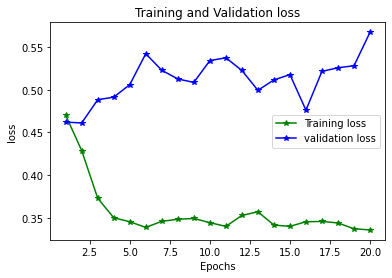 Training and Validation loss
loss
0.55
0.50
0.45
0.40
0.35
Training loss
validation loss
2.5 5.0 7.5 10.0 12.5 15.0 17.5 20.0
Epochs